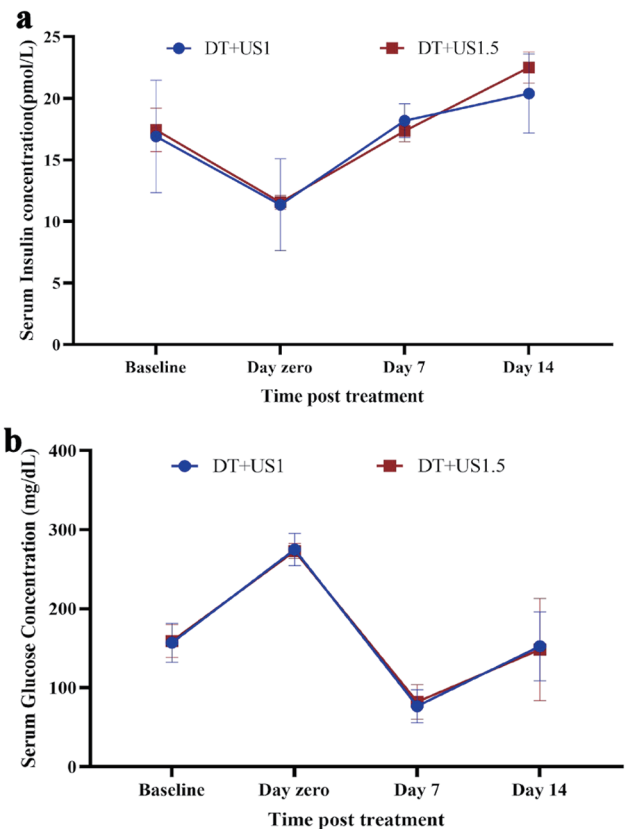 a
DT+US1 DT+US1.5
Serum Insulin concentration(pmol/L)
25
20
15
10
5
0
Baseline Day zero Day 7 Day 14
Time post treatment
b
DT+US1 DT+US1.5
Serum Glucose Concentration (mg/dL)
400
300
200
100
0
Baseline Day zero Day 7 Day 14
Time post treatment